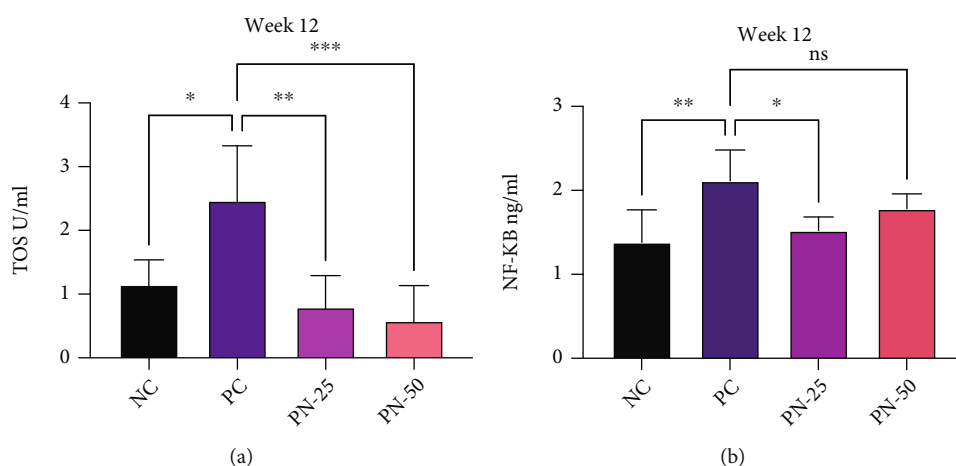 Week 12
***
*
**
4
3
2
1
0
TOS U/ml
NC
PC
PN-25
PN-50
(a)
Week 12
ns
**
*
3
2
1
0
NF-KB ng/ml
NC
PC
PN-25
PN-50
(b)